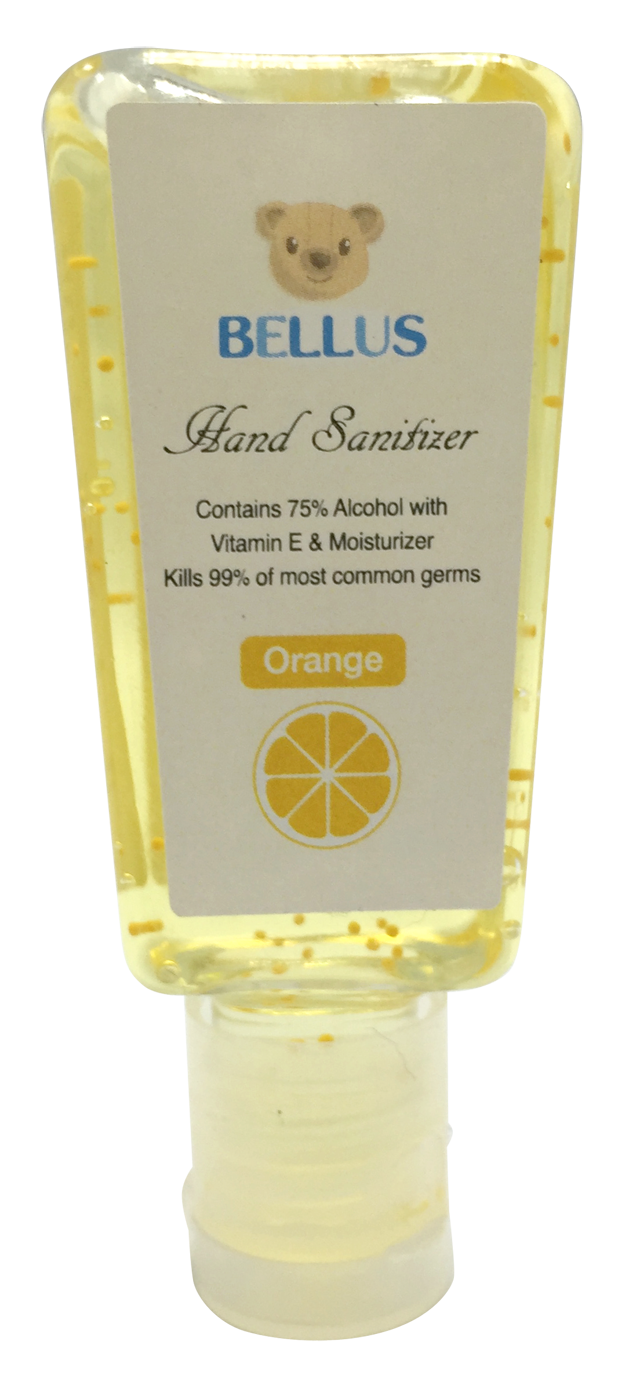 BELLUS
Hand Sanitizer
Contains 75% Alcohol with
Vitamin E & Moisturizer
Kills 99% of most common germs
Orange